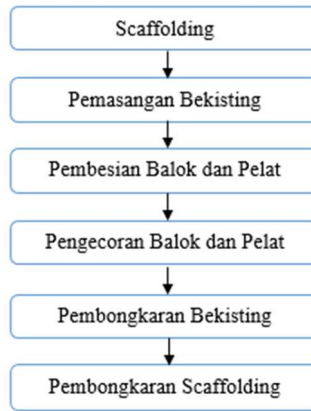 Scaffolding
Pemasangan Bekisting
Pembesian Balok dan Pelat
Pengecoran Balok dan Pelat
Pembongkaran Bekisting
Pembongkaran Scaffolding